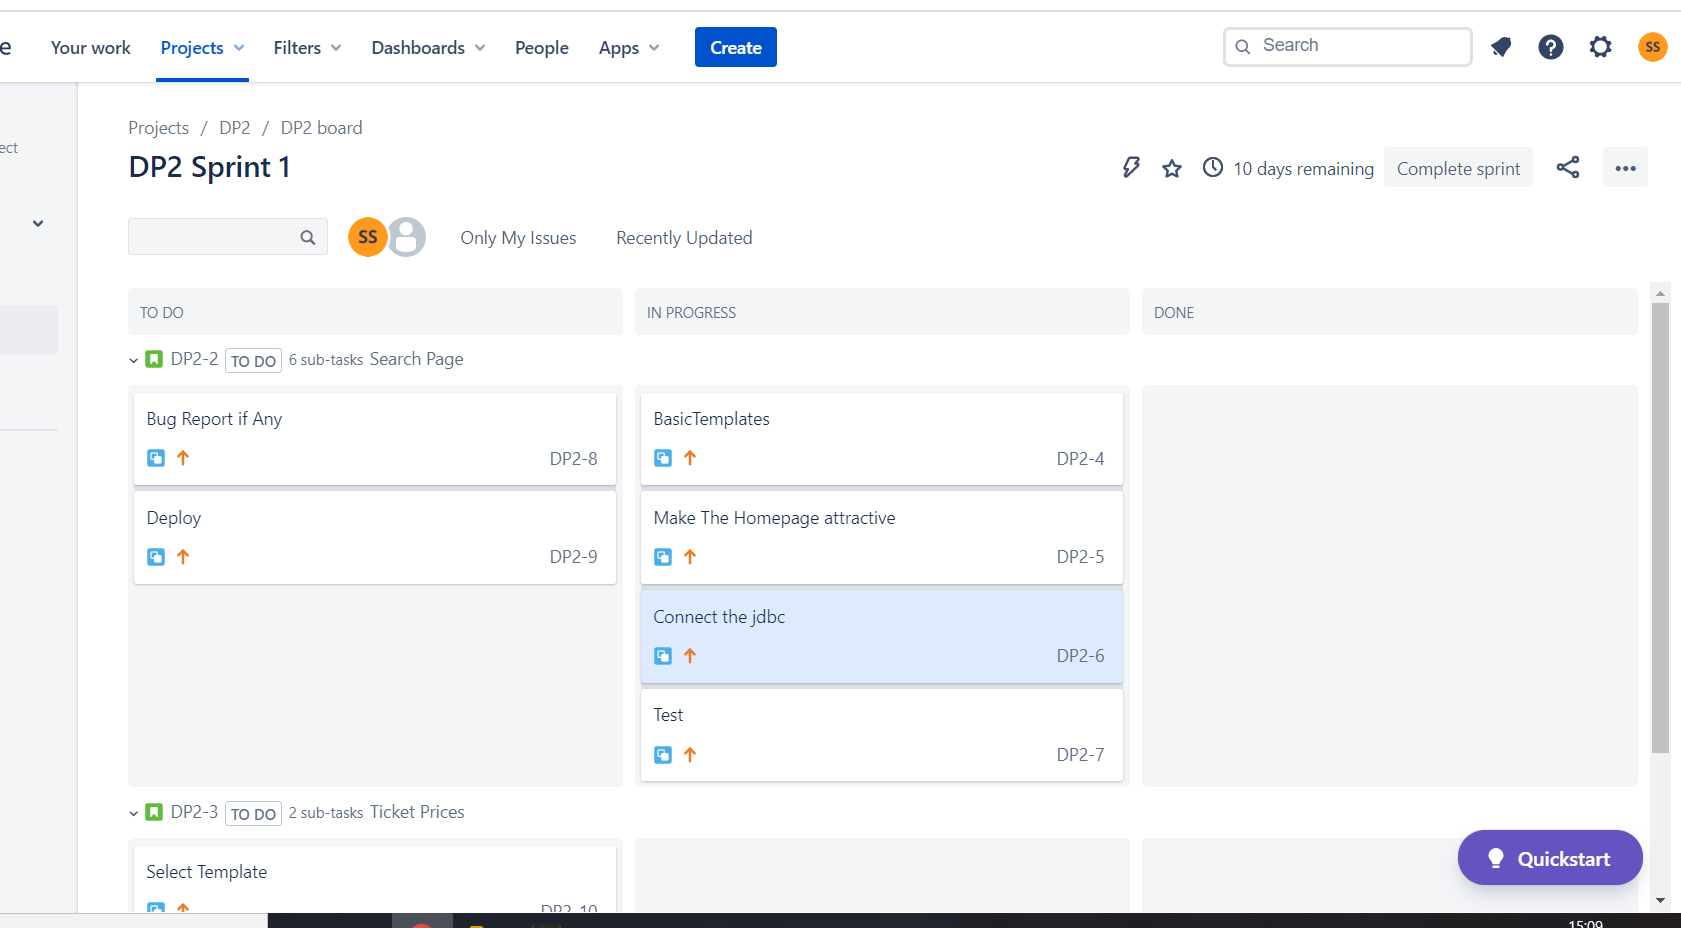 e Your work Projects Filters Dashboards People Apps Create Search SS
Projects / DP2 / DP2 board
ect
DP2 Sprint 1
10 days remaining Complete sprint
SS Only My Issues Recently Updated
TO DO IN PROGRESS DONE
DP2-2 TO DO 6 sub-tasks Search Page
Bug Report if Any
DP2-8
Deploy
DP2-9
BasicTemplates
DP2-4
Make The Homepage attractive
DP2-5
Connect the jdbc
DP2-6
Test
DP2-7
DP2-3 TO DO 2 sub-tasks Ticket Prices
Select Template
DP2-10
Quickstart
15:09